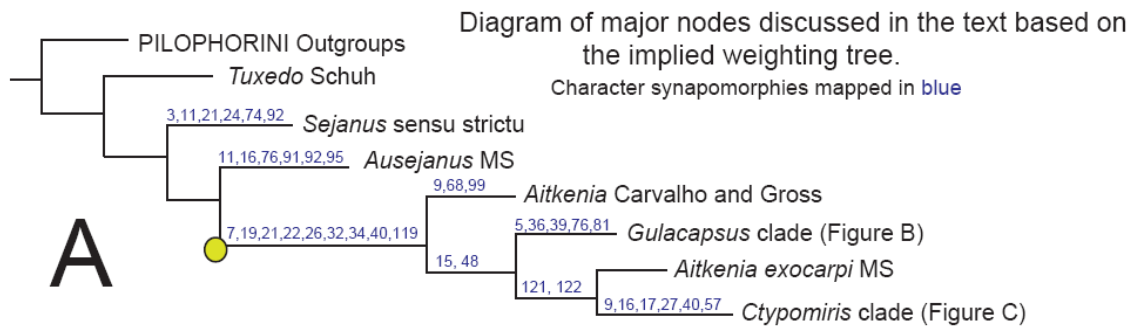 Diagram of major nodes discussed in the text based on
the implied weighting tree.
Character synapomorphies mapped in blue
PILOPHORINI Outgroups
Tuxedo Schuh
3,11,21,24,74,92
Sejanus sensu strictu
11,16,76,91,92,95
Ausejanus MS
9,68,99
Aitkenia Carvalho and Gross
7,19,21,22,26,32,34,40,119
5,36,39,76,81
Gulacapsus clade (Figure B)
15, 48
Aitkenia exocarpi MS
121, 122
9,16,17,27,40,57
Ctypomiris clade (Figure C)
A